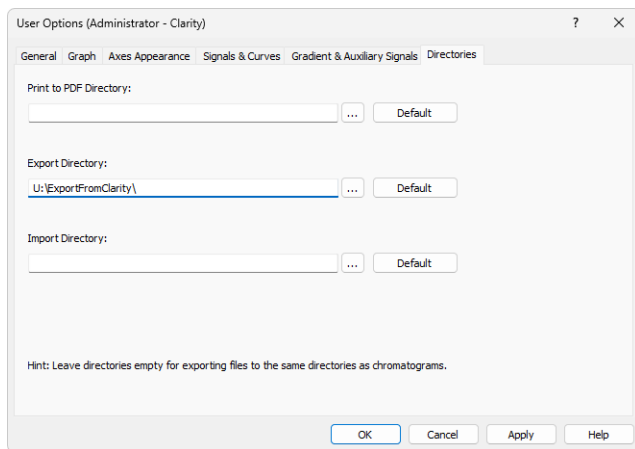 User Options (Administrator - Clarity) ?
General Graph Axes Appearance Signals & Curves Gradient & Auxiliary Signals Directories
Print to PDF Directory:
... Default
Export Directory:
U:\ExportFromClarity\ ... Default
Import Directory:
... Default
Hint: Leave directories empty for exporting files to the same directories as chromatograms.
OK Cancel Apply Help